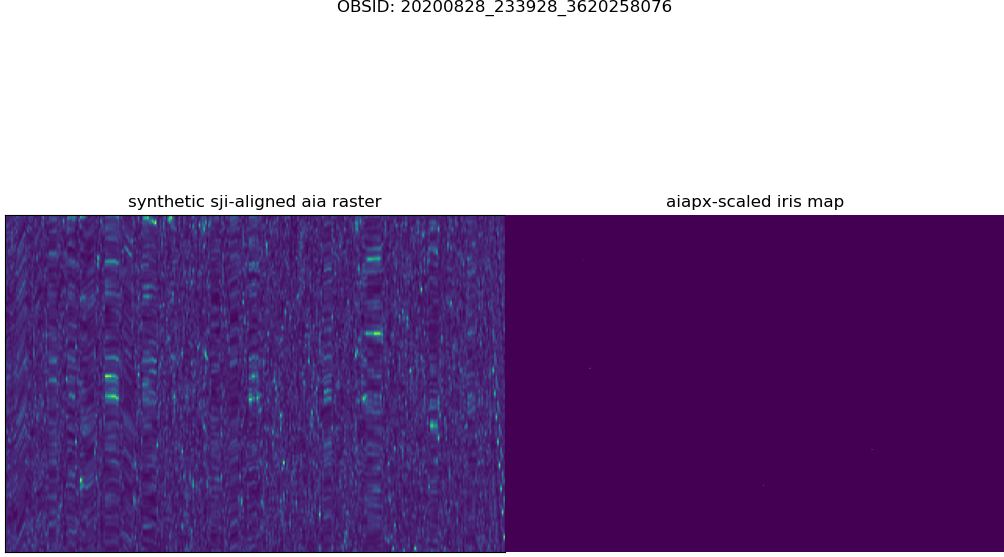 OBSID: 20200828_233928_3620258076
synthetic sji-aligned aia raster
aiapx-scaled iris map